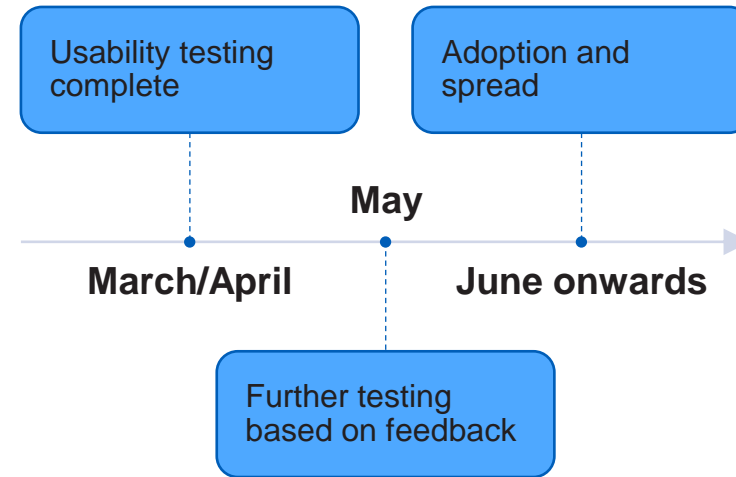 Usability testing
complete
Adoption and
spread
May
March/April
June onwards
Further testing
based on feedback